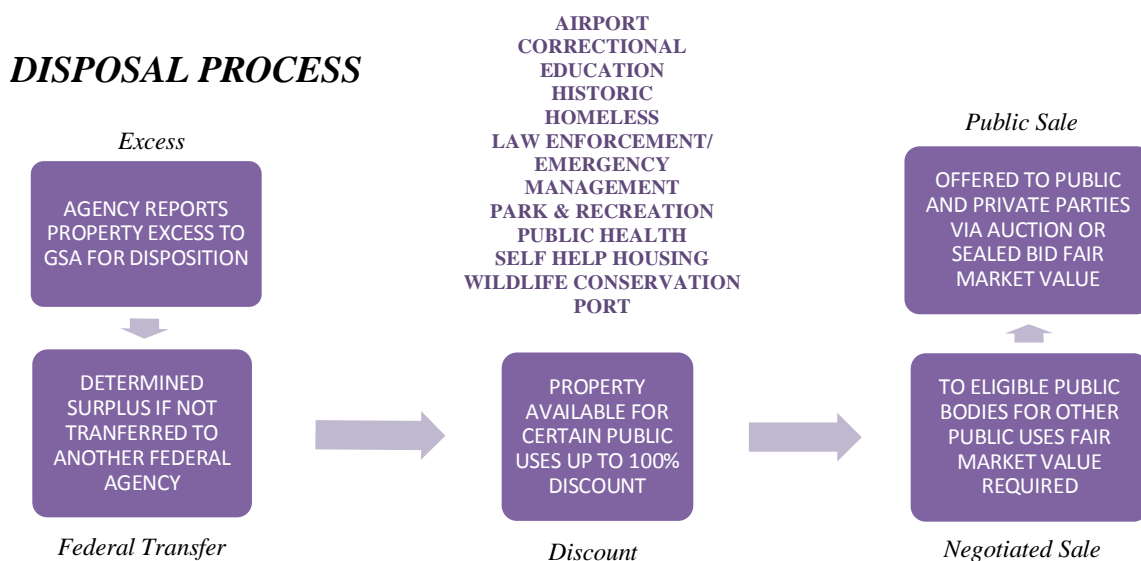 DISPOSAL PROCESS
Excess
AGENCY REPORTS
PROPERTY EXCESS TO
GSA FOR DISPOSITION
DETERMINED
SURPLUS IF NOT
TRANFERRED TO
ANOTHER FEDERAL
AGENCY
Federal Transfer
AIRPORT
CORRECTIONAL
EDUCATION
HISTORIC
HOMELESS
LAW ENFORCEMENT/
EMERGENCY
MANAGEMENT
PARK & RECREATION
PUBLIC HEALTH
SELF HELP HOUSING
WILDLIFE CONSERVATION
PORT
PROPERTY
AVAILABLE FOR
CERTAIN PUBLIC
USES UP TO 100%
DISCOUNT
Discount
Public Sale
OFFERED TO PUBLIC
AND PRIVATE PARTIES
VIA AUCTION OR
SEALED BID FAIR
MARKET VALUE
TO ELIGIBLE PUBLIC
BODIES FOR OTHER
PUBLIC USES FAIR
MARKET VALUE
REQUIRED
Negotiated Sale